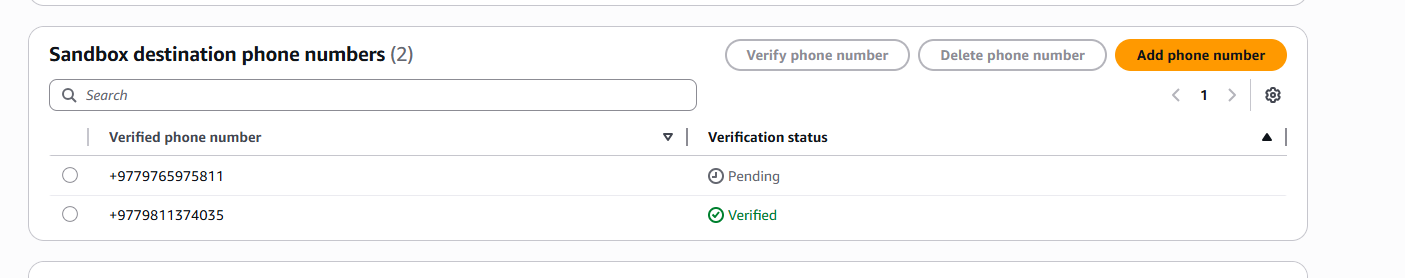 Sandbox destination phone numbers (2)
Verify phone number
Delete phone number
Add phone number
Search
1
Verified phone number
Verification status
+9779765975811
Pending
+9779811374035
Verified